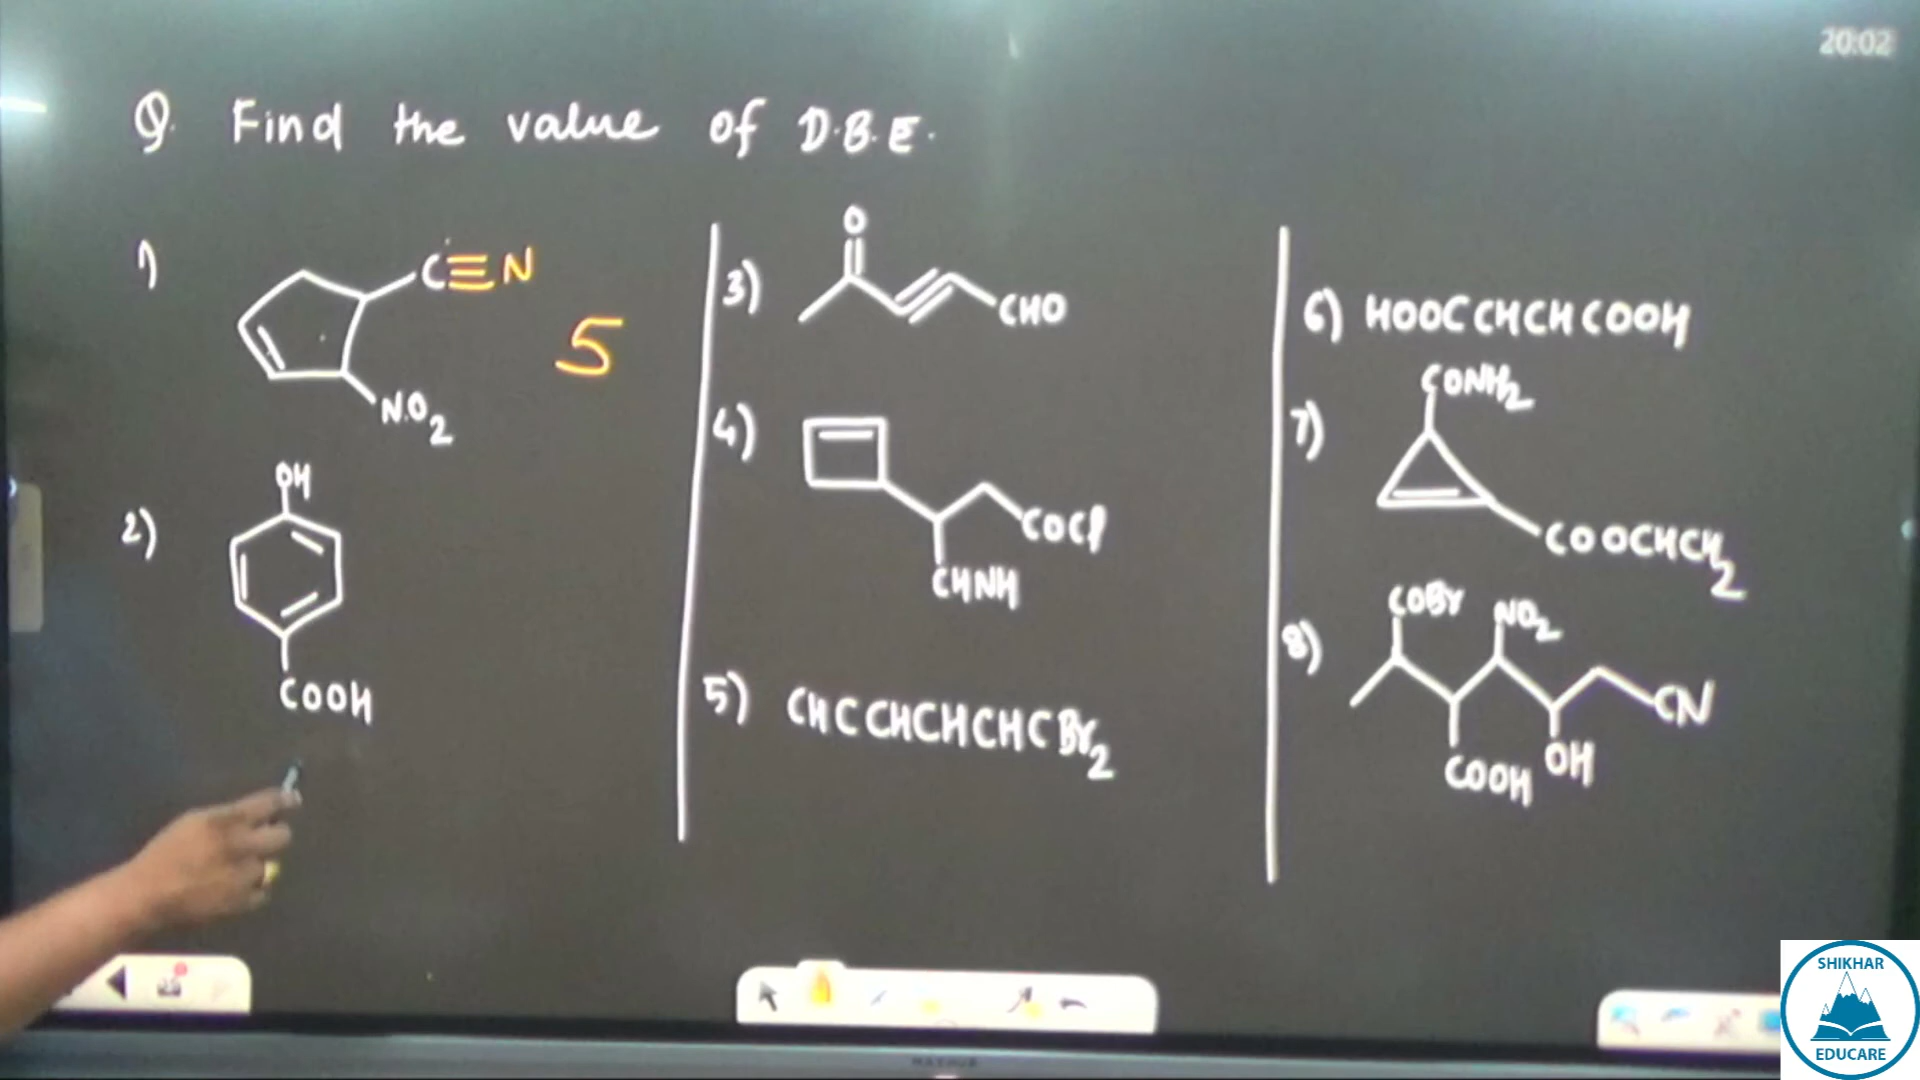 20:02
Q. Find the value of D.B.E.
1)
C≡N
5
NO2
2)
OH
COOH
3)
O
CHO
4)
COCl
CHNH
5) CHCCHCHCHCBr2
6) HOOCCHCHCOOH
7)
CONH2
COOCHCH2
8)
COBr
NO2
CN
COOH
OH
SHIKHAR
EDUCARE